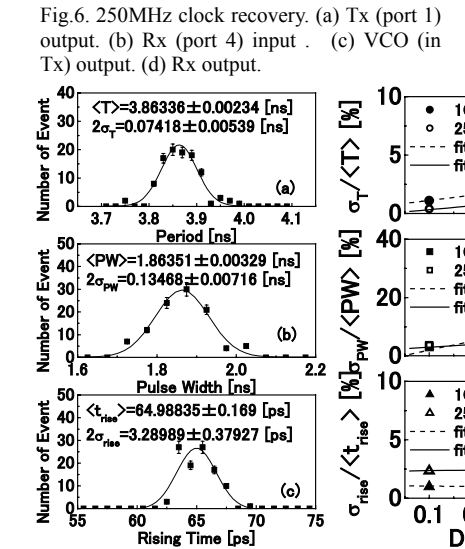 Fig.6. 250MHz clock recovery. (a) Tx (port 1)
output. (b) Rx (port 4) input . (c) VCO (in
Tx) output. (d) Rx output.
40
30
20
10
0
Number of Event
<T>=3.86336±0.00234 [ns]
2σT=0.07418±0.00539 [ns]
(a)
3.7 3.8 3.9 4.0 4.1
Period [ns]
50
40
30
20
10
0
Number of Event
<PW>=1.86351±0.00329 [ns]
2σPW=0.13468±0.00716 [ns]
(b)
1.6 1.8 2.0 2.2
Pulse Width [ns]
50
40
30
20
10
0
Number of Event
<trise>=64.98835±0.169 [ps]
2σrise=3.28989±0.37927 [ps]
(c)
55 60 65 70 75
Rising Time [ps]
10
5
0
σT/<T> [%]
fit
fit
40
20
0
σPW/<PW> [%]
fit
fit
10
5
0
σrise/<trise> [%]
fit
fit
0.1